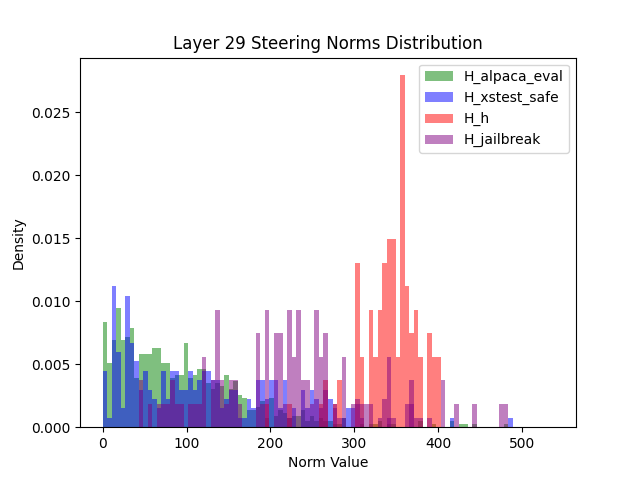 Layer 29 Steering Norms Distribution
H_alpaca_eval
H_xstest_safe
H_h
H_jailbreak
Density
0.025
0.020
0.015
0.010
0.005
0.000
0 100 200 300 400 500
Norm Value